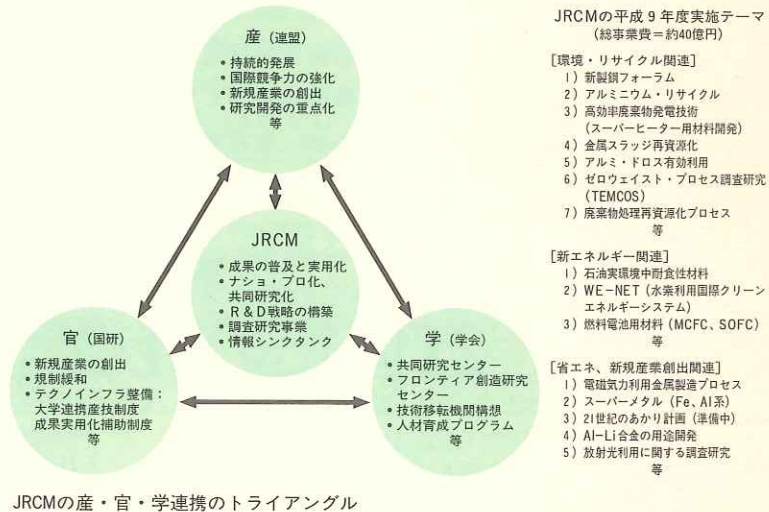 産（連盟）
• 持続的発展
• 国際競争力の強化
• 新規産業の創出
• 研究開発の重点化
等
JRCM
• 成果の普及と実用化
• ナショ・プロ化、
共同研究化
• R＆D戦略の構築
• 調査研究事業
• 情報シンクタンク
官（国研）
• 新規産業の創出
• 規制緩和
• テクノインフラ整備：
大学連携産技制度
成果実用化補助制度
等
学（学会）
• 共同研究センター
• フロンティア創造研究
センター
• 技術移転機関構想
• 人材育成プログラム
等
JRCMの産・官・学連携のトライアングル
JRCMの平成９年度実施テーマ
（総事業費＝約40億円）
［環境・リサイクル関連］
1）新製鋼フォーラム
2）アルミニウム・リサイクル
3）高効率廃棄物発電技術
（スーパーヒーター用材料開発）
4）金属スラッジ再資源化
5）アルミ・ドロス有効利用
6）ゼロウェイスト・プロセス調査研究
（TEMCOS）
7）廃棄物処理再資源化プロセス
等
［新エネルギー関連］
1）石油実環境中耐食性材料
2）WE－NET（水素利用国際クリーン
エネルギーシステム）
3）燃料電池用材料（MCFC、SOFC）
等
［省エネ、新規産業創出関連］
1）電磁気力利用金属製造プロセス
2）スーパーメタル（Fe、Al系）
3）21世紀のあかり計画（準備中）
4）Al－Li合金の用途開発
5）放射光利用に関する調査研究
等